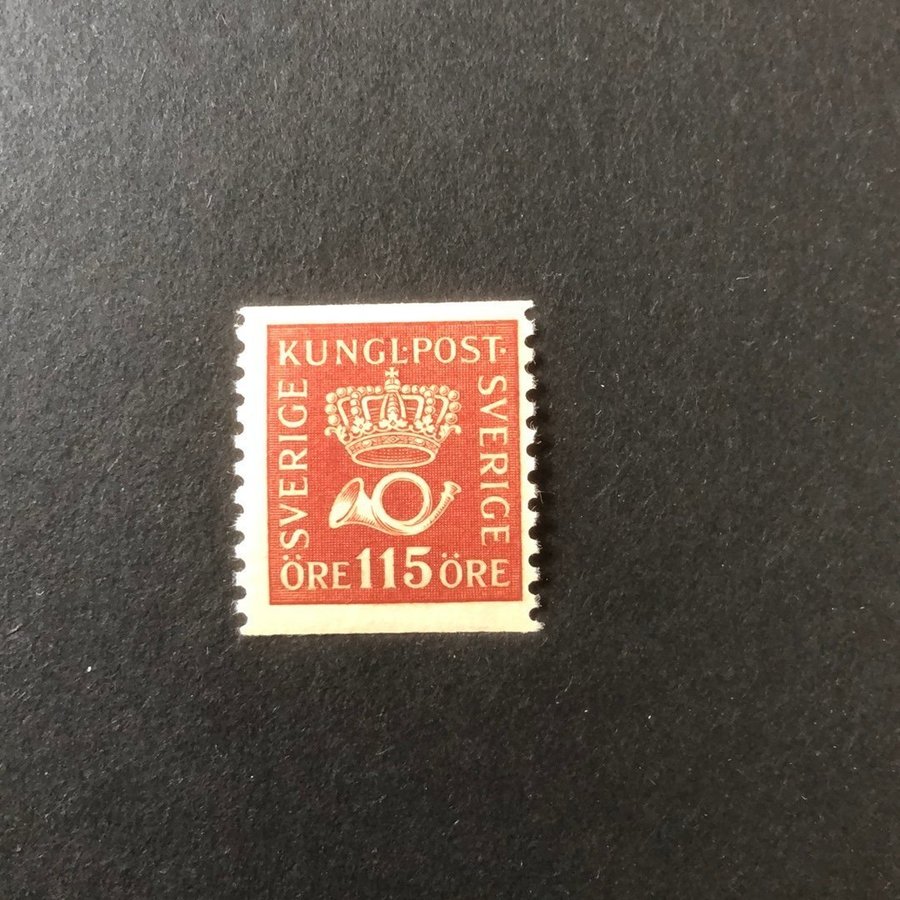 KUNGL·POST·
SVERIGE
SVERIGE
ÖRE 115 ÖRE